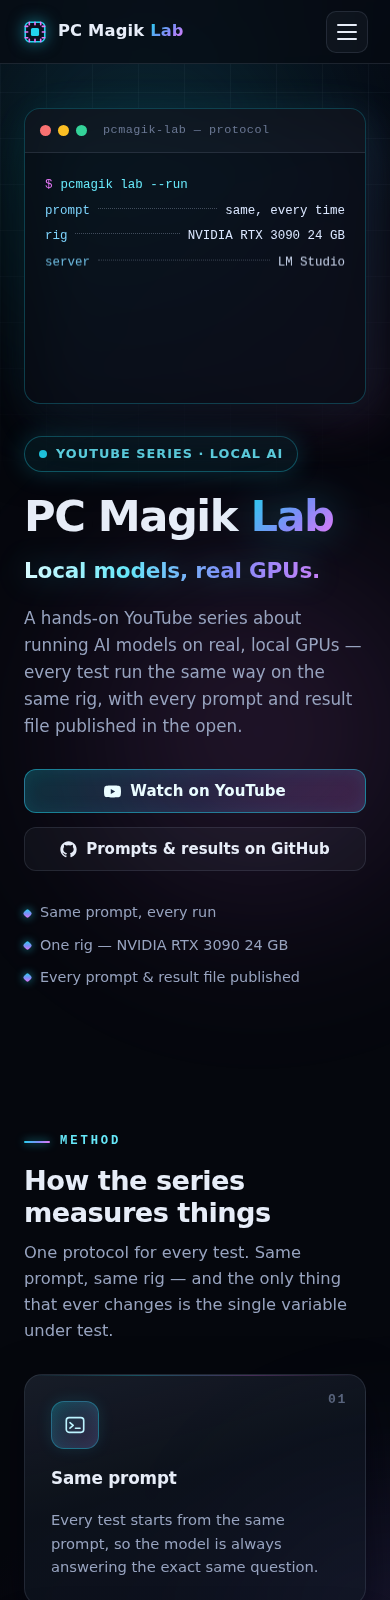 PC Magik Lab
pcmagik-lab — protocol
$ pcmagik lab --run
prompt same, every time
rig NVIDIA RTX 3090 24 GB
server LM Studio
YOUTUBE SERIES · LOCAL AI
PC Magik Lab
Local models, real GPUs.
A hands-on YouTube series about
running AI models on real, local GPUs —
every test run the same way on the
same rig, with every prompt and result
file published in the open.
Watch on YouTube
Prompts & results on GitHub
Same prompt, every run
One rig — NVIDIA RTX 3090 24 GB
Every prompt & result file published
METHOD
How the series
measures things
One protocol for every test. Same
prompt, same rig — and the only thing
that ever changes is the single variable
under test.
01
Same prompt
Every test starts from the same
prompt, so the model is always
answering the exact same question.